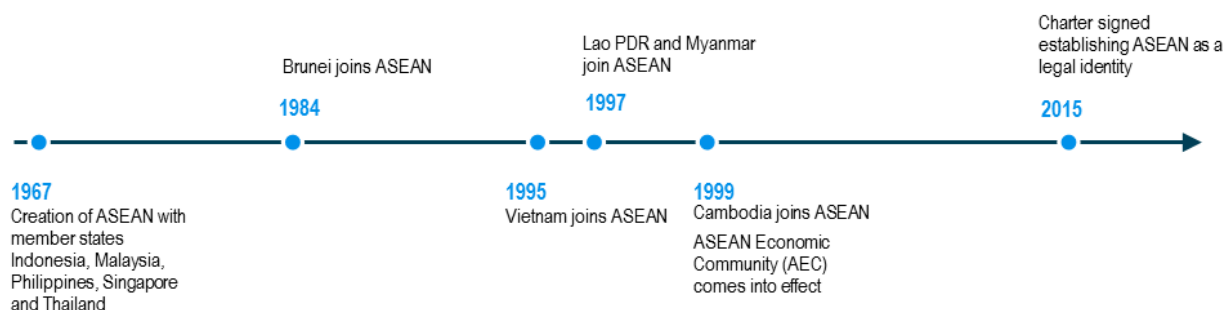 1967
Creation of ASEAN with
member states
Indonesia, Malaysia,
Philippines, Singapore
and Thailand
Brunei joins ASEAN
1984
1995
Vietnam joins ASEAN
Lao PDR and Myanmar
join ASEAN
1997
1999
Cambodia joins ASEAN
ASEAN Economic
Community (AEC)
comes into effect
Charter signed
establishing ASEAN as a
legal identity
2015